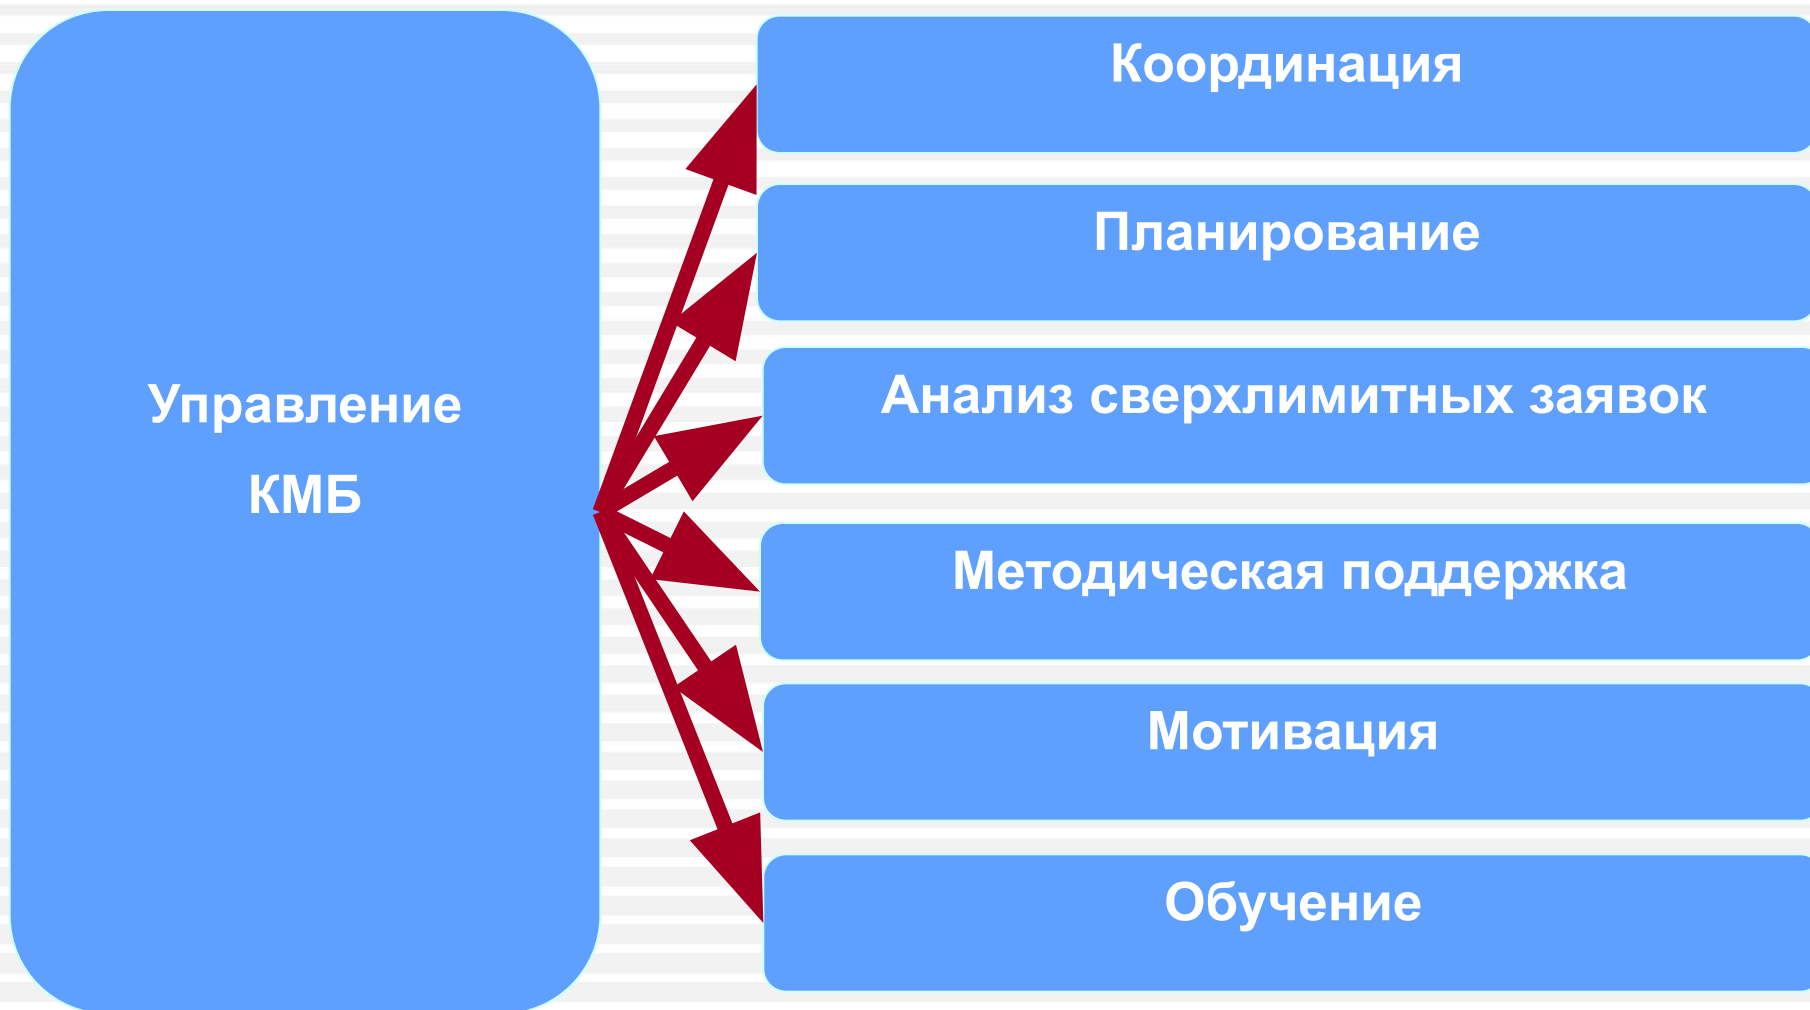 Управление
КМБ
Координация
Планирование
Анализ сверхлимитных заявок
Методическая поддержка
Мотивация
Обучение